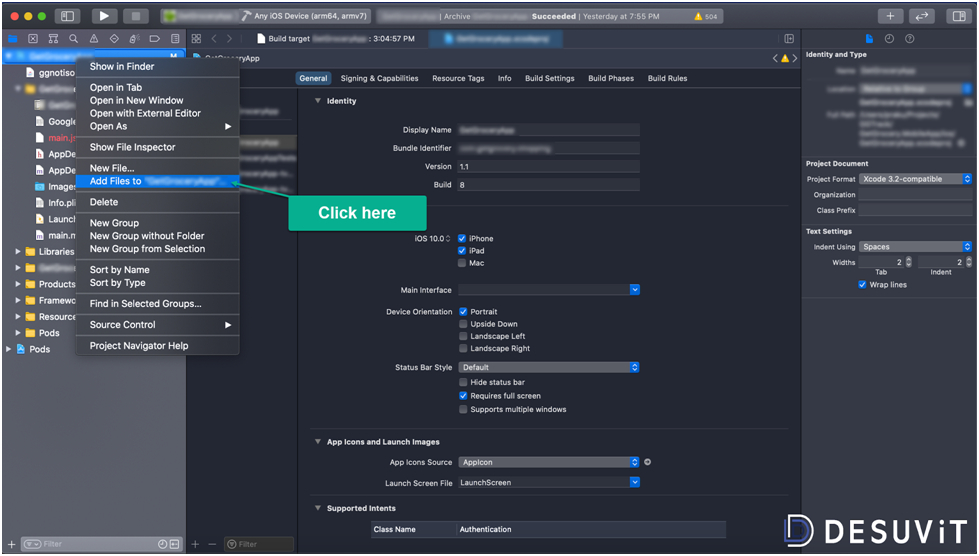 Any iOS Device (arm64, armv7)
Archive
Succeeded | Yesterday at 7:55 PM
504
Build target
: 3:04:57 PM
GetGroceryApp
M
ggnotiso
Googl
main.j
AppDe
AppDe
Images
Info.pli
Launch
main.m
Libraries
Products
Framew
Resource
Pods
Pods
Show in Finder
Open in Tab
Open in New Window
Open with External Editor
Open As
Show File Inspector
New File...
Add Files to "GetGroceryApp"...
Delete
New Group
New Group without Folder
New Group from Selection
Sort by Name
Sort by Type
Find in Selected Groups...
Source Control
Project Navigator Help
Click here
General
Signing & Capabilities
Resource Tags
Info
Build Settings
Build Phases
Build Rules
Identity
Display Name
Bundle Identifier
Version 1.1
Build 8
iOS 10.0
iPhone
iPad
Mac
Main Interface
Device Orientation
Portrait
Upside Down
Landscape Left
Landscape Right
Status Bar Style Default
Hide status bar
Requires full screen
Supports multiple windows
App Icons and Launch Images
App Icons Source AppIcon
Launch Screen File LaunchScreen
Supported Intents
Class Name
Authentication
Filter
Filter
Identity and Type
Name
Location Relative to Group
Full Path
Project Document
Project Format Xcode 3.2-compatible
Organization
Class Prefix
Text Settings
Indent Using Spaces
Widths 2 2
Tab Indent
Wrap lines
DESUViT